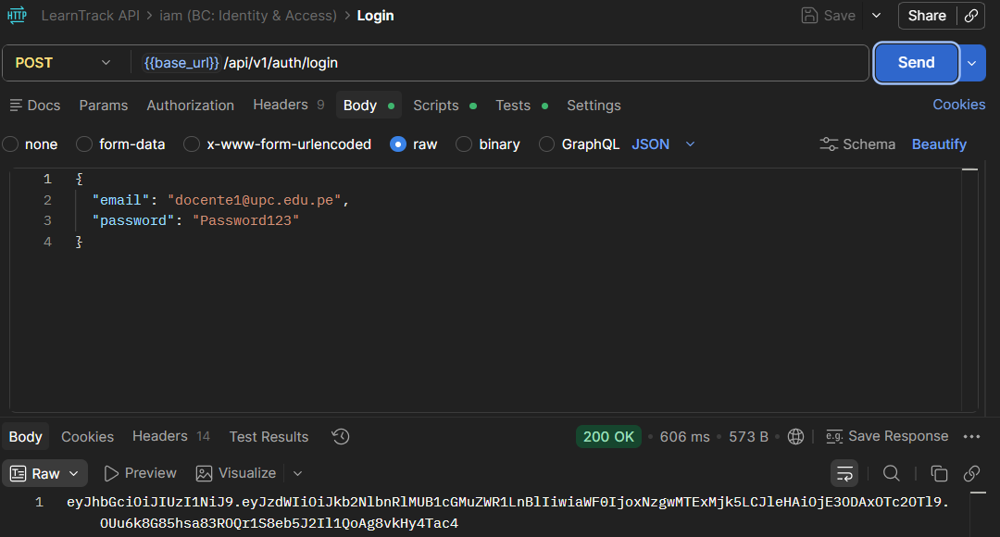 HTTP LearnTrack API > iam (BC: Identity & Access) > Login Save Share
POST {{base_url}} /api/v1/auth/login Send
Docs Params Authorization Headers 9 Body Scripts Tests Settings Cookies
none form-data x-www-form-urlencoded raw binary GraphQL JSON Schema Beautify
1 {
2 "email": "docente1@upc.edu.pe",
3 "password": "Password123"
4 }
Body Cookies Headers 14 Test Results 200 OK • 606 ms • 573 B • e.g. Save Response
Raw Preview Visualize
1 eyJhbGciOiJIUzI1NiJ9.eyJzdWIiOiJkb2NlbnRlMUB1cGMuZWR1LnBlIiwiaWF0IjoxNzgwMTExMjk5LCJleHAiOjE3ODAxOTc2OTl9.
OUu6k8G85hsa83ROQr1S8eb5J2Il1QoAg8vkHy4Tac4